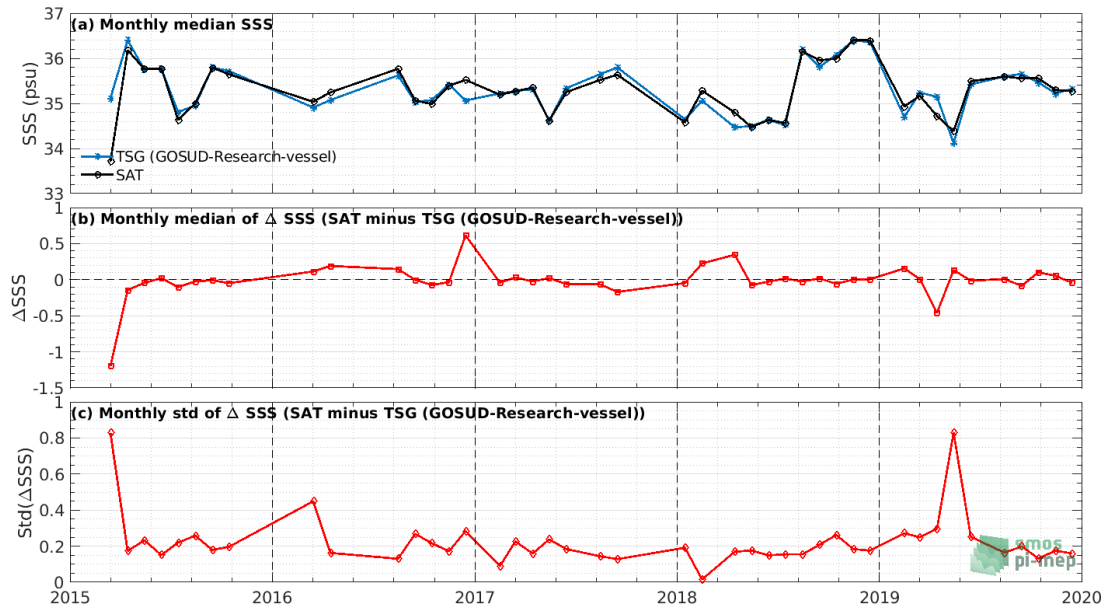 (a) Monthly median SSS
37
36
35
34
33
SSS (psu)
TSG (GOSUD-Research-vessel)
SAT
(b) Monthly median of Δ SSS (SAT minus TSG (GOSUD-Research-vessel))
1
0.5
0
-0.5
-1
-1.5
ΔSSS
(c) Monthly std of Δ SSS (SAT minus TSG (GOSUD-Research-vessel))
1
0.8
0.6
0.4
0.2
0
Std(ΔSSS)
smos
pi-mep
2015 2016 2017 2018 2019 2020